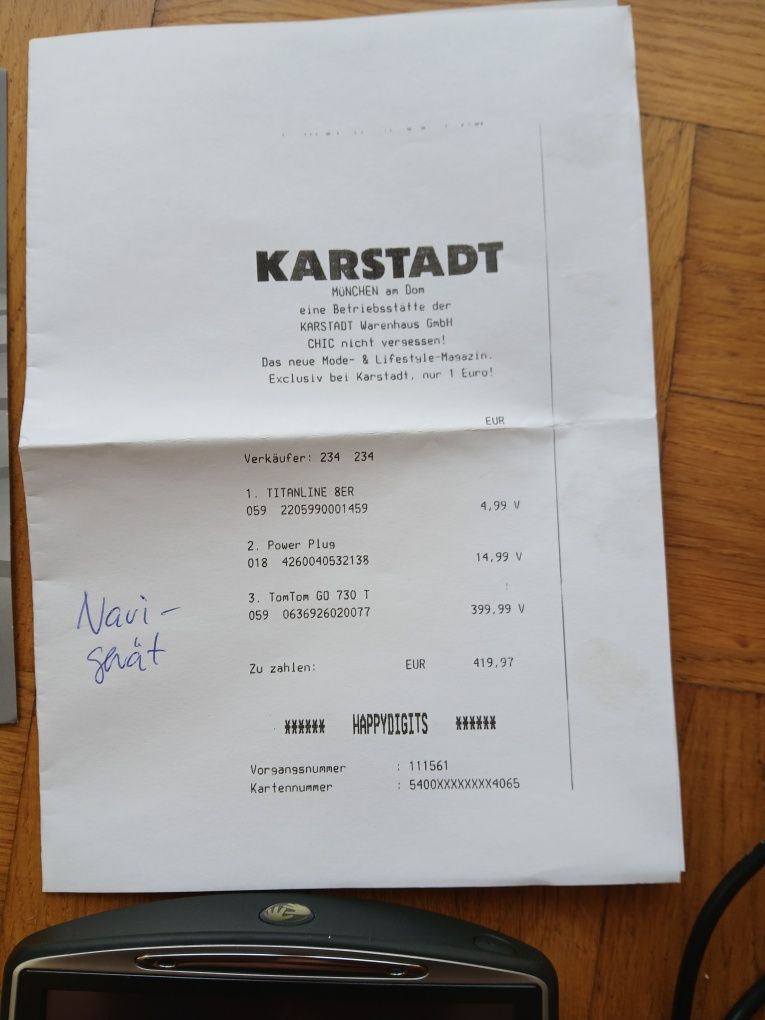 KARSTADT
MÜNCHEN am Dom
eine Betriebsstätte der
KARSTADT Warenhaus GmbH
CHIC nicht vergessen!
Das neue Mode- & Lifestyle-Magazin.
Exclusiv bei Karstadt, nur 1 Euro!
EUR
Verkäufer: 234 234
1. TITANLINE 8ER
059 2205990001459 4,99 V
2. Power Plug
018 4260040532138 14,99 V
3. TomTom GO 730 T
059 0636926020077 399,99 V
Navi-
gerät
Zu zahlen: EUR 419,97
****** HAPPYDIGITS ******
Vorgangsnummer : 111561
Kartennummer : 5400XXXXXXXX4065